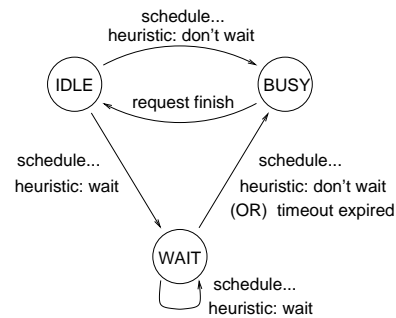 schedule...
heuristic: don't wait
IDLE
BUSY
request finish
schedule...
heuristic: wait
schedule...
heuristic: don't wait
(OR) timeout expired
WAIT
schedule...
heuristic: wait